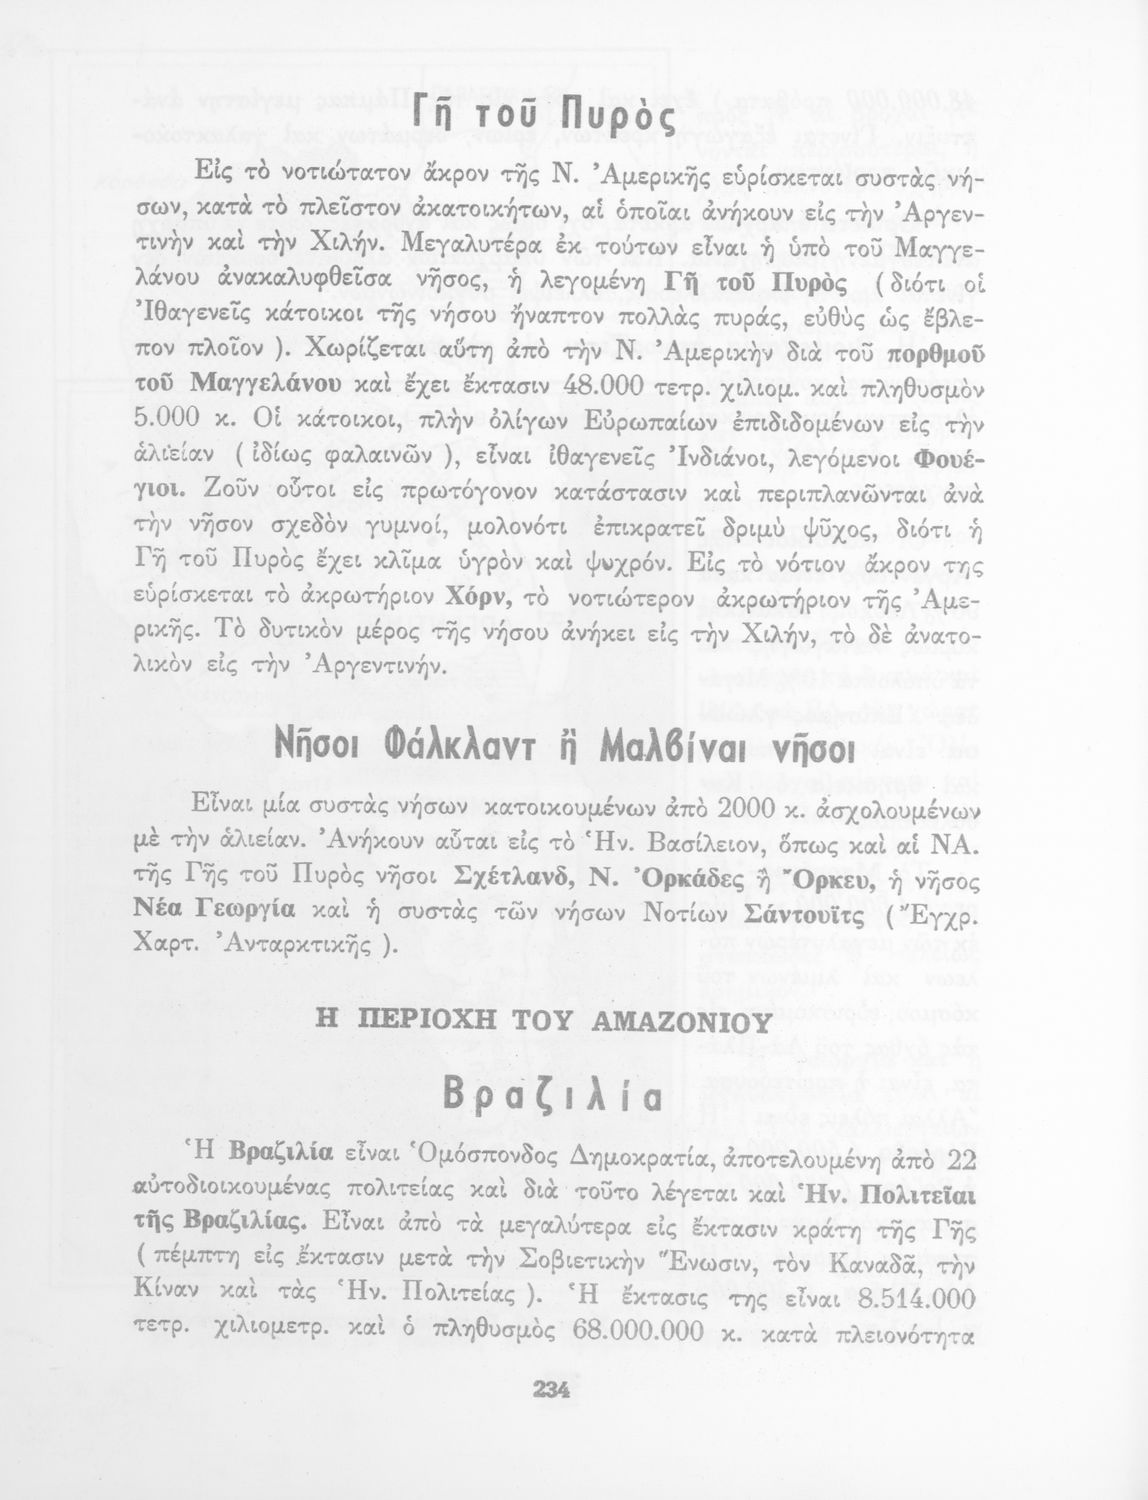 Γῆ τοῦ Πυρὸς
Εἰς τὸ νοτιώτατον ἄκρον τῆς Ν. Ἀμερικῆς εὑρίσκεται συστὰς νή-
σων, κατὰ τὸ πλεῖστον ἀκατοικήτων, αἱ ὁποῖαι ἀνήκουν εἰς τὴν Ἀργεν-
τινὴν καὶ τὴν Χιλήν. Μεγαλυτέρα ἐκ τούτων εἶναι ἡ ὑπὸ τοῦ Μαγγε-
λάνου ἀνακαλυφθεῖσα νῆσος, ἡ λεγομένη Γῆ τοῦ Πυρὸς (διότι οἱ
Ἰθαγενεῖς κάτοικοι τῆς νήσου ἤναπτον πολλὰς πυράς, εὐθὺς ὡς ἔβλε-
πον πλοῖον ). Χωρίζεται αὕτη ἀπὸ τὴν Ν. Ἀμερικὴν διὰ τοῦ πορθμοῦ
τοῦ Μαγγελάνου καὶ ἔχει ἔκτασιν 48.000 τετρ. χιλιομ. καὶ πληθυσμὸν
5.000 κ. Οἱ κάτοικοι, πλὴν ὀλίγων Εὐρωπαίων ἐπιδιδομένων εἰς τὴν
ἁλιείαν ( ἰδίως φαλαινῶν ), εἶναι ἰθαγενεῖς Ἰνδιάνοι, λεγόμενοι Φουέ-
γιοι. Ζοῦν οὗτοι εἰς πρωτόγονον κατάστασιν καὶ περιπλανῶνται ἀνὰ
τὴν νῆσον σχεδὸν γυμνοί, μολονότι ἐπικρατεῖ δριμὺ ψῦχος, διότι ἡ
Γῆ τοῦ Πυρὸς ἔχει κλῖμα ὑγρὸν καὶ ψυχρόν. Εἰς τὸ νότιον ἄκρον της
εὑρίσκεται τὸ ἀκρωτήριον Χόρν, τὸ νοτιώτερον ἀκρωτήριον τῆς Ἀμε-
ρικῆς. Τὸ δυτικὸν μέρος τῆς νήσου ἀνήκει εἰς τὴν Χιλήν, τὸ δὲ ἀνατο-
λικὸν εἰς τὴν Ἀργεντινήν.
Νῆσοι Φάλκλαντ ἢ Μαλβίναι νῆσοι
Εἶναι μία συστὰς νήσων κατοικουμένων ἀπὸ 2000 κ. ἀσχολουμένων
μὲ τὴν ἁλιείαν. Ἀνήκουν αὗται εἰς τὸ Ἡν. Βασίλειον, ὅπως καὶ αἱ ΝΑ.
τῆς Γῆς τοῦ Πυρὸς νῆσοι Σχέτλανδ, Ν. Ὀρκάδες ἢ Ὄρκευ, ἡ νῆσος
Νέα Γεωργία καὶ ἡ συστὰς τῶν νήσων Νοτίων Σάντουϊτς (Ἔγχρ.
Χαρτ. Ἀνταρκτικῆς ).
Η ΠΕΡΙΟΧΗ ΤΟΥ ΑΜΑΖΟΝΙΟΥ
Βραζιλία
Ἡ Βραζιλία εἶναι Ὁμόσπονδος Δημοκρατία, ἀποτελουμένη ἀπὸ 22
αὐτοδιοικουμένας πολιτείας καὶ διὰ τοῦτο λέγεται καὶ Ἡν. Πολιτεῖαι
τῆς Βραζιλίας. Εἶναι ἀπὸ τὰ μεγαλύτερα εἰς ἔκτασιν κράτη τῆς Γῆς
( πέμπτη εἰς ἔκτασιν μετὰ τὴν Σοβιετικὴν Ἕνωσιν, τὸν Καναδᾶ, τὴν
Κίναν καὶ τὰς Ἡν. Πολιτείας ). Ἡ ἔκτασις της εἶναι 8.514.000
τετρ. χιλιομετρ. καὶ ὁ πληθυσμὸς 68.000.000 κ. κατὰ πλειονότητα
234